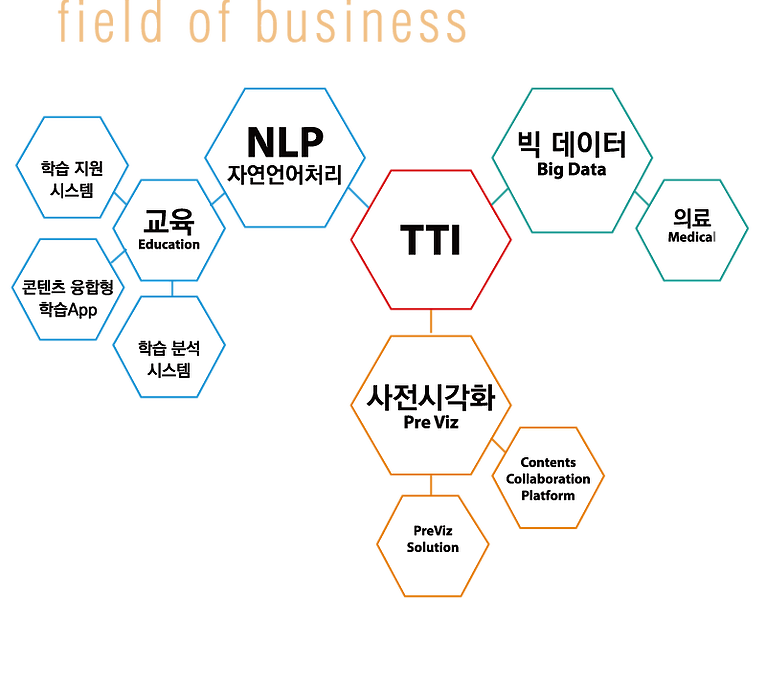 field of business
NLP
자연언어처리
빅 데이터
Big Data
학습 지원
시스템
교육
Education
TTI
의료
Medical
콘텐츠 융합형
학습App
학습 분석
시스템
사전시각화
Pre Viz
Contents
Collaboration
Platform
PreViz
Solution